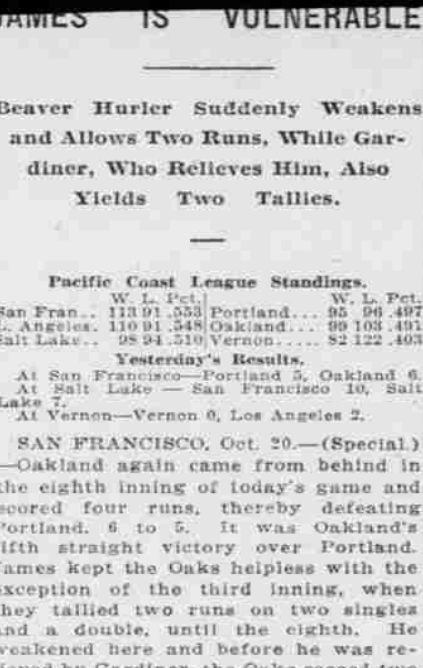 JAMES IS VULNERABLE
Beaver Hurler Suddenly Weakens
and Allows Two Runs, While Gar-
diner, Who Relieves Him, Also
Yields Two Tallies.
Pacific Coast League Standings.
W. L. Pct. W. L. Pct.
San Fran.. 113 91 .553 Portland... 95 96 .497
L. Angeles. 110 91 .548 Oakland.... 99 103 .491
Salt Lake.. 98 94 .510 Vernon..... 82 122 .403
Yesterday's Results.
At San Francisco—Portland 5, Oakland 6.
At Salt Lake — San Francisco 10, Salt
Lake 7.
At Vernon—Vernon 0, Los Angeles 2.
SAN FRANCISCO, Oct. 20.—(Special.)
—Oakland again came from behind in
the eighth inning of today's game and
scored four runs, thereby defeating
Portland, 6 to 5. It was Oakland's
fifth straight victory over Portland.
James kept the Oaks helpless with the
exception of the third inning, when
they tallied two runs on two singles
and a double, until the eighth. He
weakened here and before he was re-
lieved by Gardiner, the Oaks